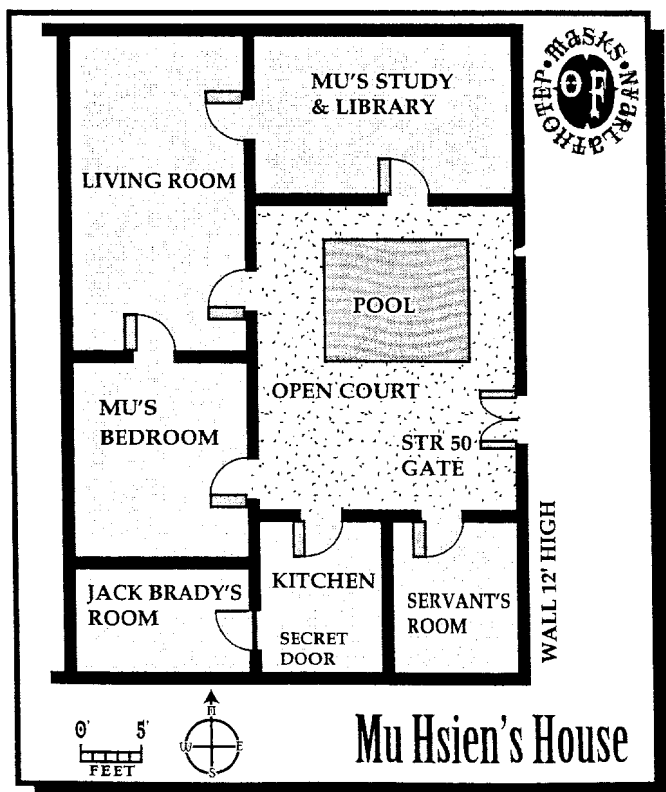 MASKS OF NYARLATHOTEP
MU'S STUDY
& LIBRARY
LIVING ROOM
POOL
OPEN COURT
MU'S
BEDROOM
STR 50
GATE
WALL 12' HIGH
JACK BRADY'S
ROOM
KITCHEN
SECRET
DOOR
SERVANT'S
ROOM
0' 5'
FEET
N
W E
S
Mu Hsien's House